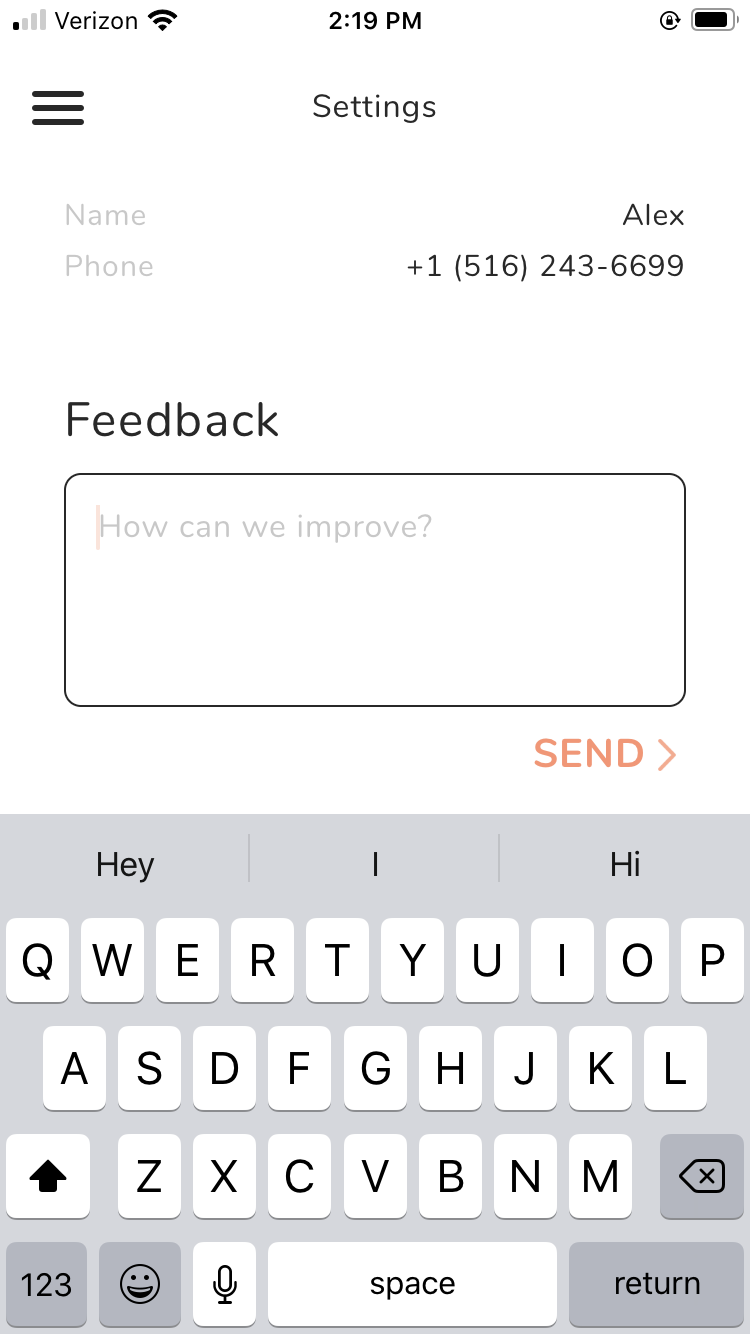 Verizon 2:19 PM
Settings
Name Alex
Phone +1 (516) 243-6699
Feedback
How can we improve?
SEND
Hey I Hi
Q W E R T Y U I O P
A S D F G H J K L
Z X C V B N M
123 space return